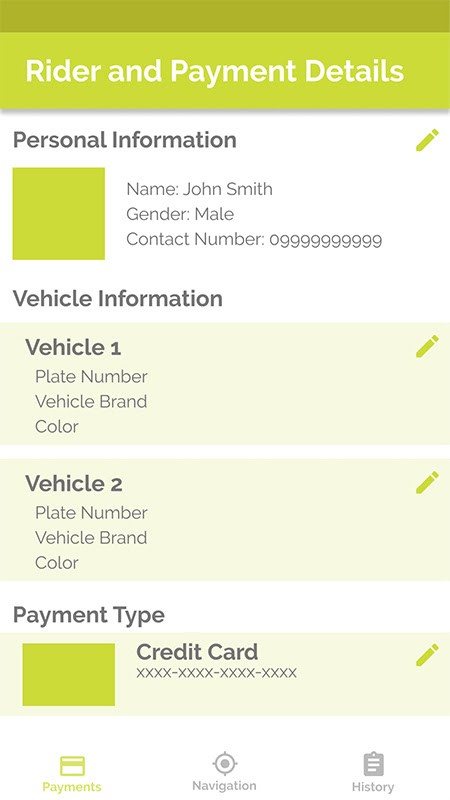 Rider and Payment Details
Personal Information
Name: John Smith
Gender: Male
Contact Number: 09999999999
Vehicle Information
Vehicle 1
Plate Number
Vehicle Brand
Color
Vehicle 2
Plate Number
Vehicle Brand
Color
Payment Type
Credit Card
xxxx-xxxx-xxxx-xxxx
Payments
Navigation
History